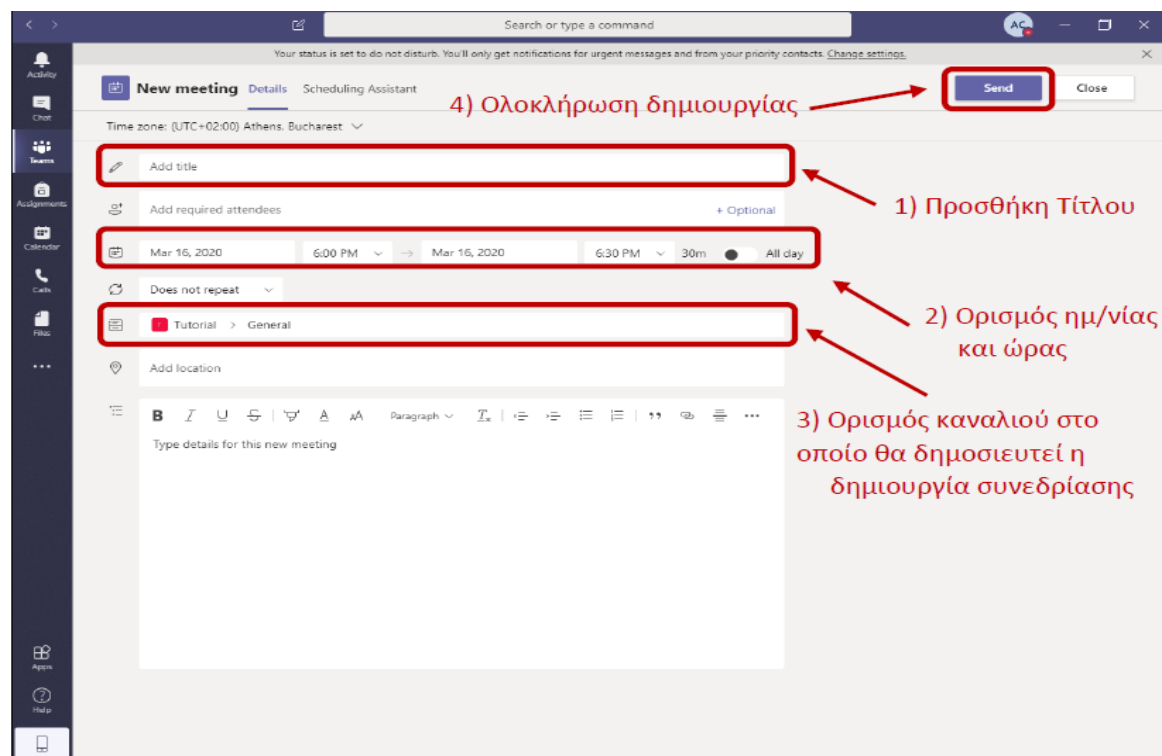 Search or type a command
AC
Your status is set to do not disturb. You'll only get notifications for urgent messages and from your priority contacts. Change settings.
Activity
New meeting Details Scheduling Assistant
Send Close
4) Ολοκλήρωση δημιουργίας
Chat
Time zone: (UTC+02:00) Athens, Bucharest
Teams
Add title
1) Προσθήκη Τίτλου
Assignments
Add required attendees + Optional
Calendar
Mar 16, 2020 6:00 PM → Mar 16, 2020 6:30 PM 30m All day
Calls
Does not repeat
2) Ορισμός ημ/νίας
και ώρας
Files
Tutorial > General
Add location
B I U S A AA Paragraph
3) Ορισμός καναλιού στο
οποίο θα δημοσιευτεί η
δημιουργία συνεδρίασης
Type details for this new meeting
Apps
Help